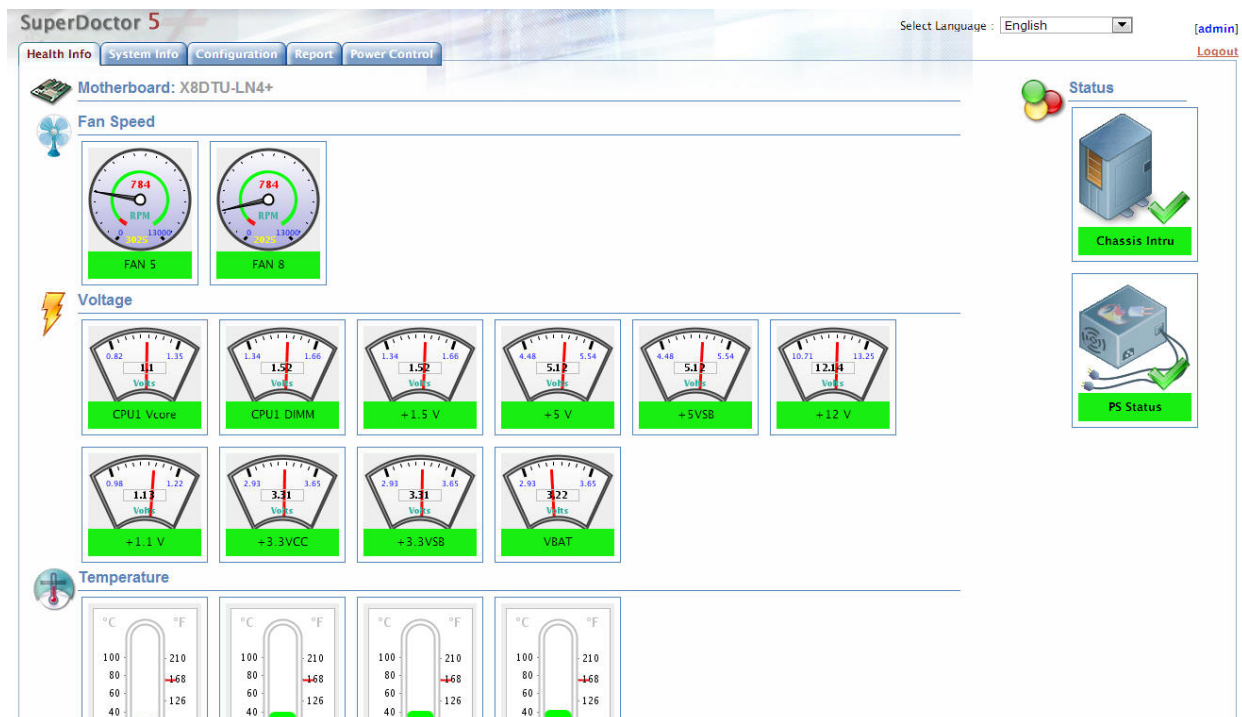 SuperDoctor 5
Select Language : English
[admin]
Health Info System Info Configuration Report Power Control
Logout
Motherboard: X8DTU-LN4+
Status
Fan Speed
784 784
RPM RPM
0 13000 0 13000
3025 2025
FAN 5 FAN 8
Chassis Intru
Voltage
0.82 1.35 1.34 1.66 1.34 1.66 4.48 5.54 4.48 5.54 10.71 13.25
1.1 1.52 1.52 5.12 5.12 12.14
Volts Volts Volts Volts Volts Volts
CPU1 Vcore CPU1 DIMM +1.5 V +5 V +5VSB +12 V
PS Status
0.98 1.22 2.93 3.65 2.93 3.65 2.93 3.65
1.13 3.31 3.31 3.22
Volts Volts Volts Volts
+1.1 V +3.3VCC +3.3VSB VBAT
Temperature
°C °F °C °F °C °F °C °F
100 210 100 210 100 210 100 210
80 168 80 168 80 168 80 168
60 126 60 126 60 126 60 126
40 40 40 40